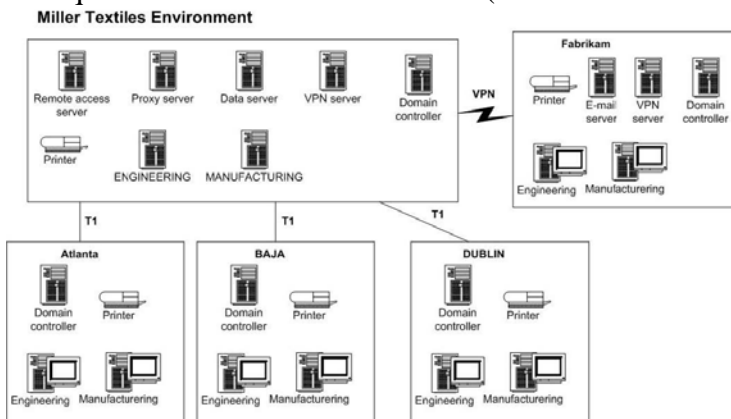 Miller Textiles Environment
Remote access
server
Proxy server
Data server
VPN server
Domain
controller
Printer
ENGINEERING
MANUFACTURING
VPN
Fabrikam
Printer
E-mail
server
VPN
server
Domain
controller
Engineering
Manufacturering
T1
T1
T1
Atlanta
Domain
controller
Printer
Engineering
Manufacturering
BAJA
Domain
controller
Printer
Engineering
Manufacturering
DUBLIN
Domain
controller
Printer
Engineering
Manufacturering